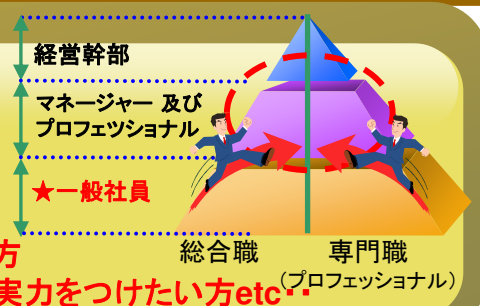 経営幹部
マネージャー 及び
プロフェツショナル
★一般社員
総合職
専門職
（プロフェッショナル）
方
実力をつけたい方etc・・